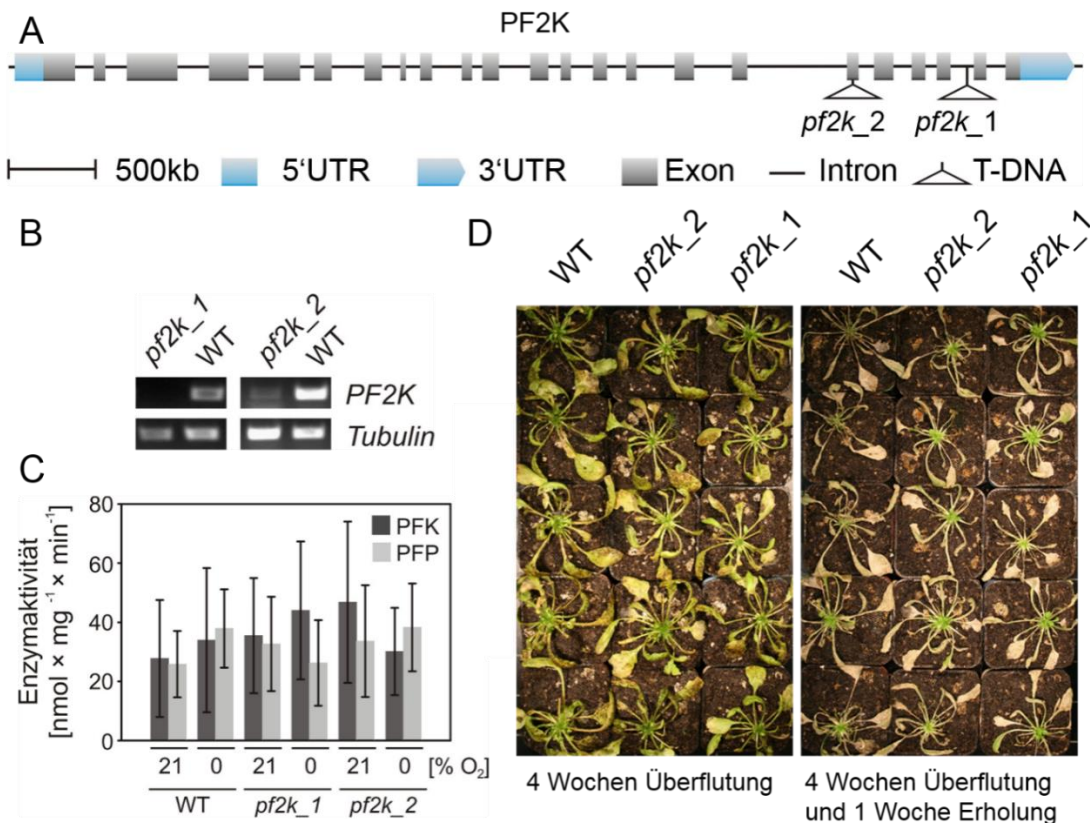 A
PF2K
pf2k_2
pf2k_1
500kb 5‘UTR 3‘UTR Exon Intron T-DNA
B
pf2k_1 WT pf2k_2 WT
PF2K
Tubulin
C
Enzymaktivität
[nmol × mg⁻¹ × min⁻¹]
80
60
40
20
0
PFK
PFP
21 0 21 0 21 0 [% O₂]
WT pf2k_1 pf2k_2
D
WT pf2k_2 pf2k_1 WT pf2k_2 pf2k_1
4 Wochen Überflutung
4 Wochen Überflutung
und 1 Woche Erholung